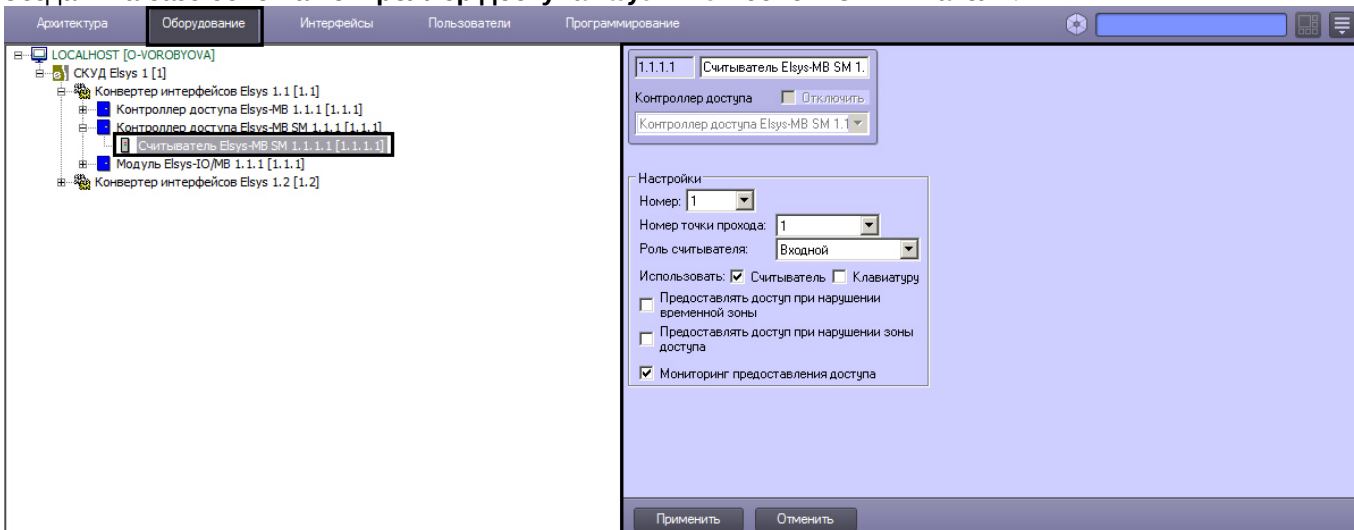 Архитектура Оборудование Интерфейсы Пользователи Программирование
LOCALHOST [O-VOROBYOVA]
СКУД Elsys 1 [1]
Конвертер интерфейсов Elsys 1.1 [1.1]
Контроллер доступа Elsys-MB 1.1.1 [1.1.1]
Контроллер доступа Elsys-MB SM 1.1.1 [1.1.1]
Считыватель Elsys-MB SM 1.1.1.1 [1.1.1.1]
Модуль Elsys-IO/MB 1.1.1 [1.1.1]
Конвертер интерфейсов Elsys 1.2 [1.2]
1.1.1.1 Считыватель Elsys-MB SM 1.
Контроллер доступа Отключить
Контроллер доступа Elsys-MB SM 1.1
Настройки
Номер: 1
Номер точки прохода: 1
Роль считывателя: Входной
Использовать: Считыватель Клавиатуру
Предоставлять доступ при нарушении
временной зоны
Предоставлять доступ при нарушении зоны
доступа
Мониторинг предоставления доступа
Применить Отменить